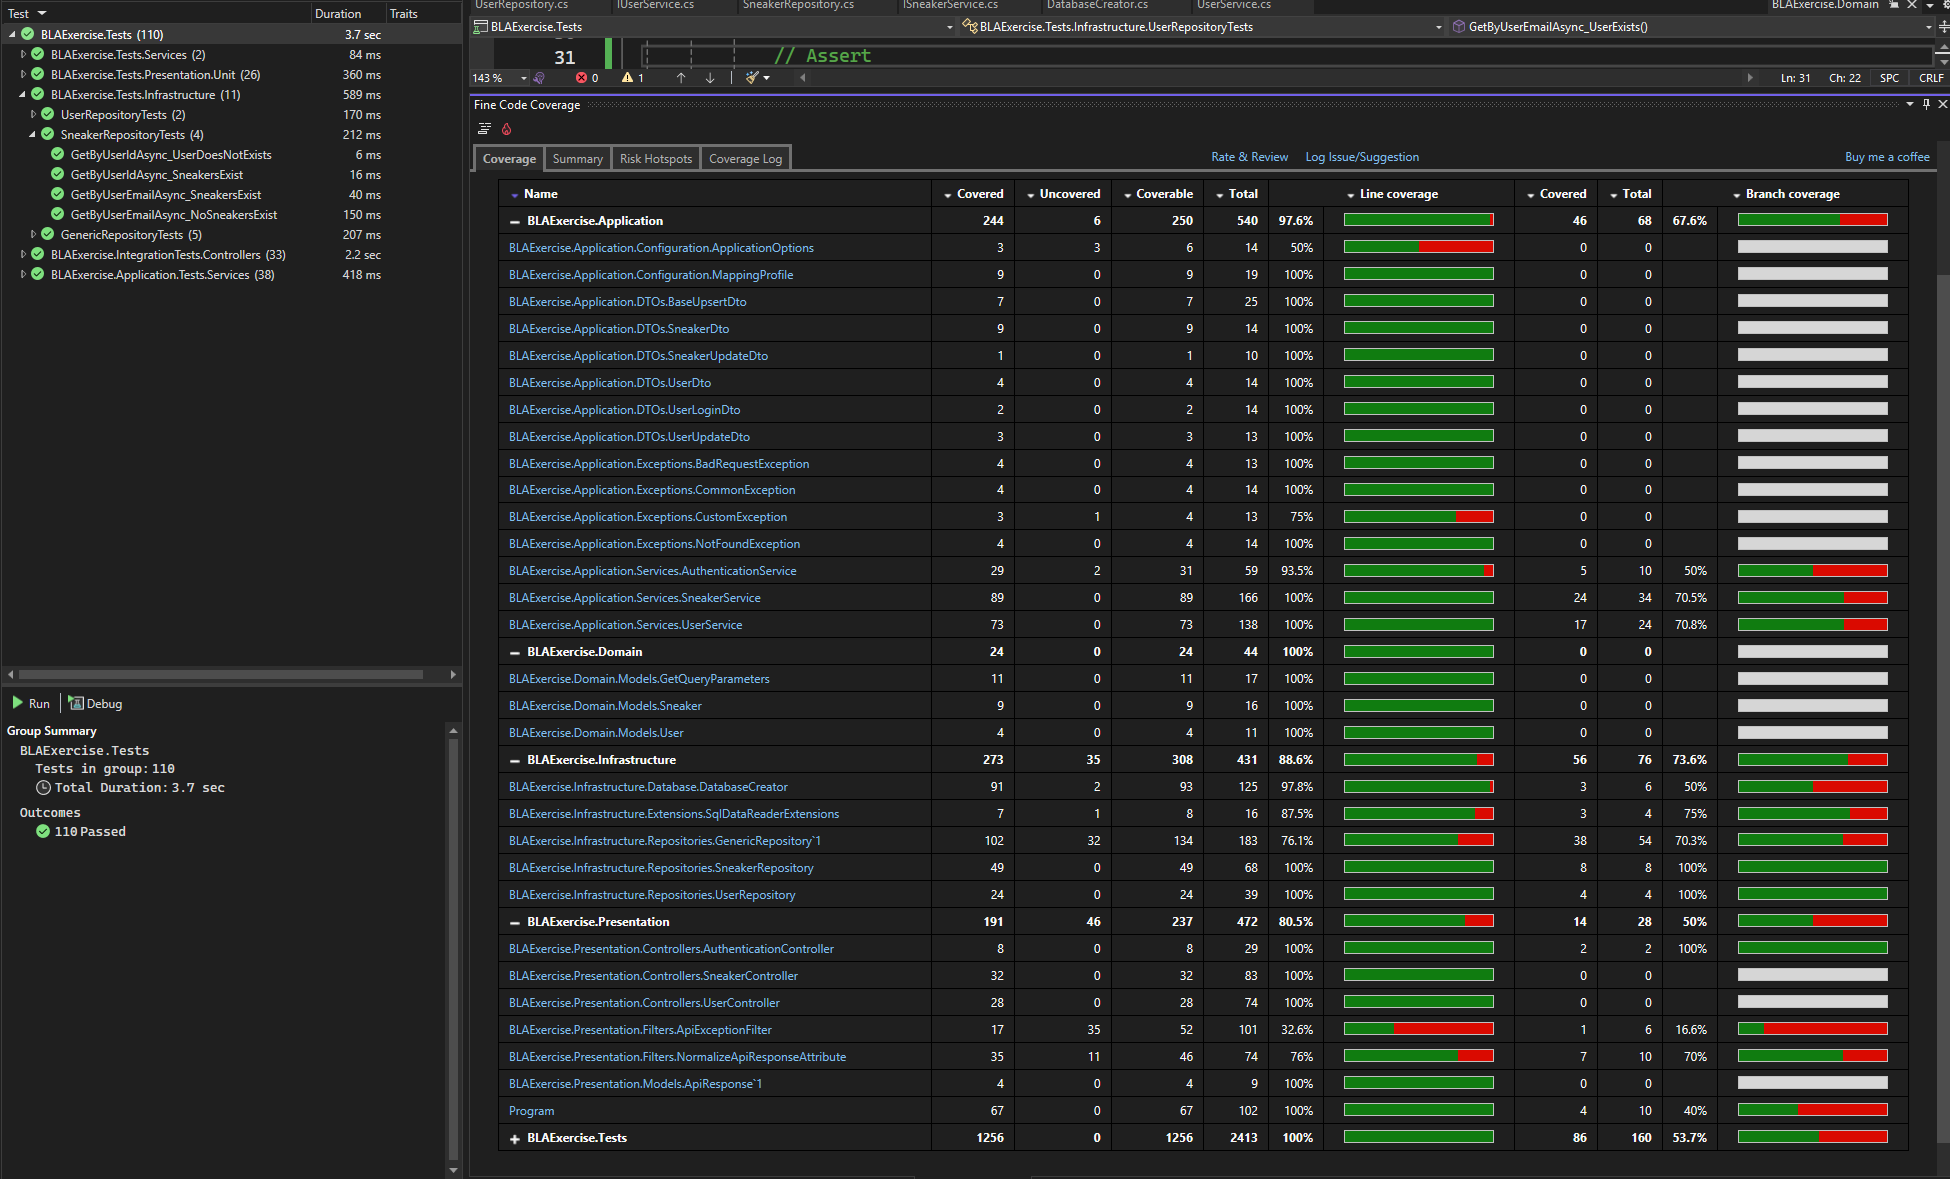 Test Duration Traits
BLAExercise.Tests (110) 3.7 sec
BLAExercise.Tests.Services (2) 84 ms
BLAExercise.Tests.Presentation.Unit (26) 360 ms
BLAExercise.Tests.Infrastructure (11) 589 ms
UserRepositoryTests (2) 170 ms
SneakerRepositoryTests (4) 212 ms
GetByUserIdAsync_UserDoesNotExists 6 ms
GetByUserIdAsync_SneakersExist 16 ms
GetByUserEmailAsync_SneakersExist 40 ms
GetByUserEmailAsync_NoSneakersExist 150 ms
GenericRepositoryTests (5) 207 ms
BLAExercise.IntegrationTests.Controllers (33) 2.2 sec
BLAExercise.Application.Tests.Services (38) 418 ms
Run Debug
Group Summary
BLAExercise.Tests
Tests in group: 110
Total Duration: 3.7 sec
Outcomes
110 Passed
UserRepository.cs IUserService.cs SneakerRepository.cs ISneakerService.cs DatabaseCreator.cs UserService.cs BLAExercise.Domain
BLAExercise.Tests BLAExercise.Tests.Infrastructure.UserRepositoryTests GetByUserEmailAsync_UserExists()
31 // Assert
143 % 0 1 Ln: 31 Ch: 22 SPC CRLF
Fine Code Coverage
Coverage Summary Risk Hotspots Coverage Log Rate & Review Log Issue/Suggestion Buy me a coffee
Name Covered Uncovered Coverable Total Line coverage Covered Total Branch coverage
BLAExercise.Application 244 6 250 540 97.6% 46 68 67.6%
BLAExercise.Application.Configuration.ApplicationOptions 3 3 6 14 50% 0 0
BLAExercise.Application.Configuration.MappingProfile 9 0 9 19 100% 0 0
BLAExercise.Application.DTOs.BaseUpsertDto 7 0 7 25 100% 0 0
BLAExercise.Application.DTOs.SneakerDto 9 0 9 14 100% 0 0
BLAExercise.Application.DTOs.SneakerUpdateDto 1 0 1 10 100% 0 0
BLAExercise.Application.DTOs.UserDto 4 0 4 14 100% 0 0
BLAExercise.Application.DTOs.UserLoginDto 2 0 2 14 100% 0 0
BLAExercise.Application.DTOs.UserUpdateDto 3 0 3 13 100% 0 0
BLAExercise.Application.Exceptions.BadRequestException 4 0 4 13 100% 0 0
BLAExercise.Application.Exceptions.CommonException 4 0 4 14 100% 0 0
BLAExercise.Application.Exceptions.CustomException 3 1 4 13 75% 0 0
BLAExercise.Application.Exceptions.NotFoundException 4 0 4 14 100% 0 0
BLAExercise.Application.Services.AuthenticationService 29 2 31 59 93.5% 5 10 50%
BLAExercise.Application.Services.SneakerService 89 0 89 166 100% 24 34 70.5%
BLAExercise.Application.Services.UserService 73 0 73 138 100% 17 24 70.8%
BLAExercise.Domain 24 0 24 44 100% 0 0
BLAExercise.Domain.Models.GetQueryParameters 11 0 11 17 100% 0 0
BLAExercise.Domain.Models.Sneaker 9 0 9 16 100% 0 0
BLAExercise.Domain.Models.User 4 0 4 11 100% 0 0
BLAExercise.Infrastructure 273 35 308 431 88.6% 56 76 73.6%
BLAExercise.Infrastructure.Database.DatabaseCreator 91 2 93 125 97.8% 3 6 50%
BLAExercise.Infrastructure.Extensions.SqlDataReaderExtensions 7 1 8 16 87.5% 3 4 75%
BLAExercise.Infrastructure.Repositories.GenericRepository`1 102 32 134 183 76.1% 38 54 70.3%
BLAExercise.Infrastructure.Repositories.SneakerRepository 49 0 49 68 100% 8 8 100%
BLAExercise.Infrastructure.Repositories.UserRepository 24 0 24 39 100% 4 4 100%
BLAExercise.Presentation 191 46 237 472 80.5% 14 28 50%
BLAExercise.Presentation.Controllers.AuthenticationController 8 0 8 29 100% 2 2 100%
BLAExercise.Presentation.Controllers.SneakerController 32 0 32 83 100% 0 0
BLAExercise.Presentation.Controllers.UserController 28 0 28 74 100% 0 0
BLAExercise.Presentation.Filters.ApiExceptionFilter 17 35 52 101 32.6% 1 6 16.6%
BLAExercise.Presentation.Filters.NormalizeApiResponseAttribute 35 11 46 74 76% 7 10 70%
BLAExercise.Presentation.Models.ApiResponse`1 4 0 4 9 100% 0 0
Program 67 0 67 102 100% 4 10 40%
BLAExercise.Tests 1256 0 1256 2413 100% 86 160 53.7%